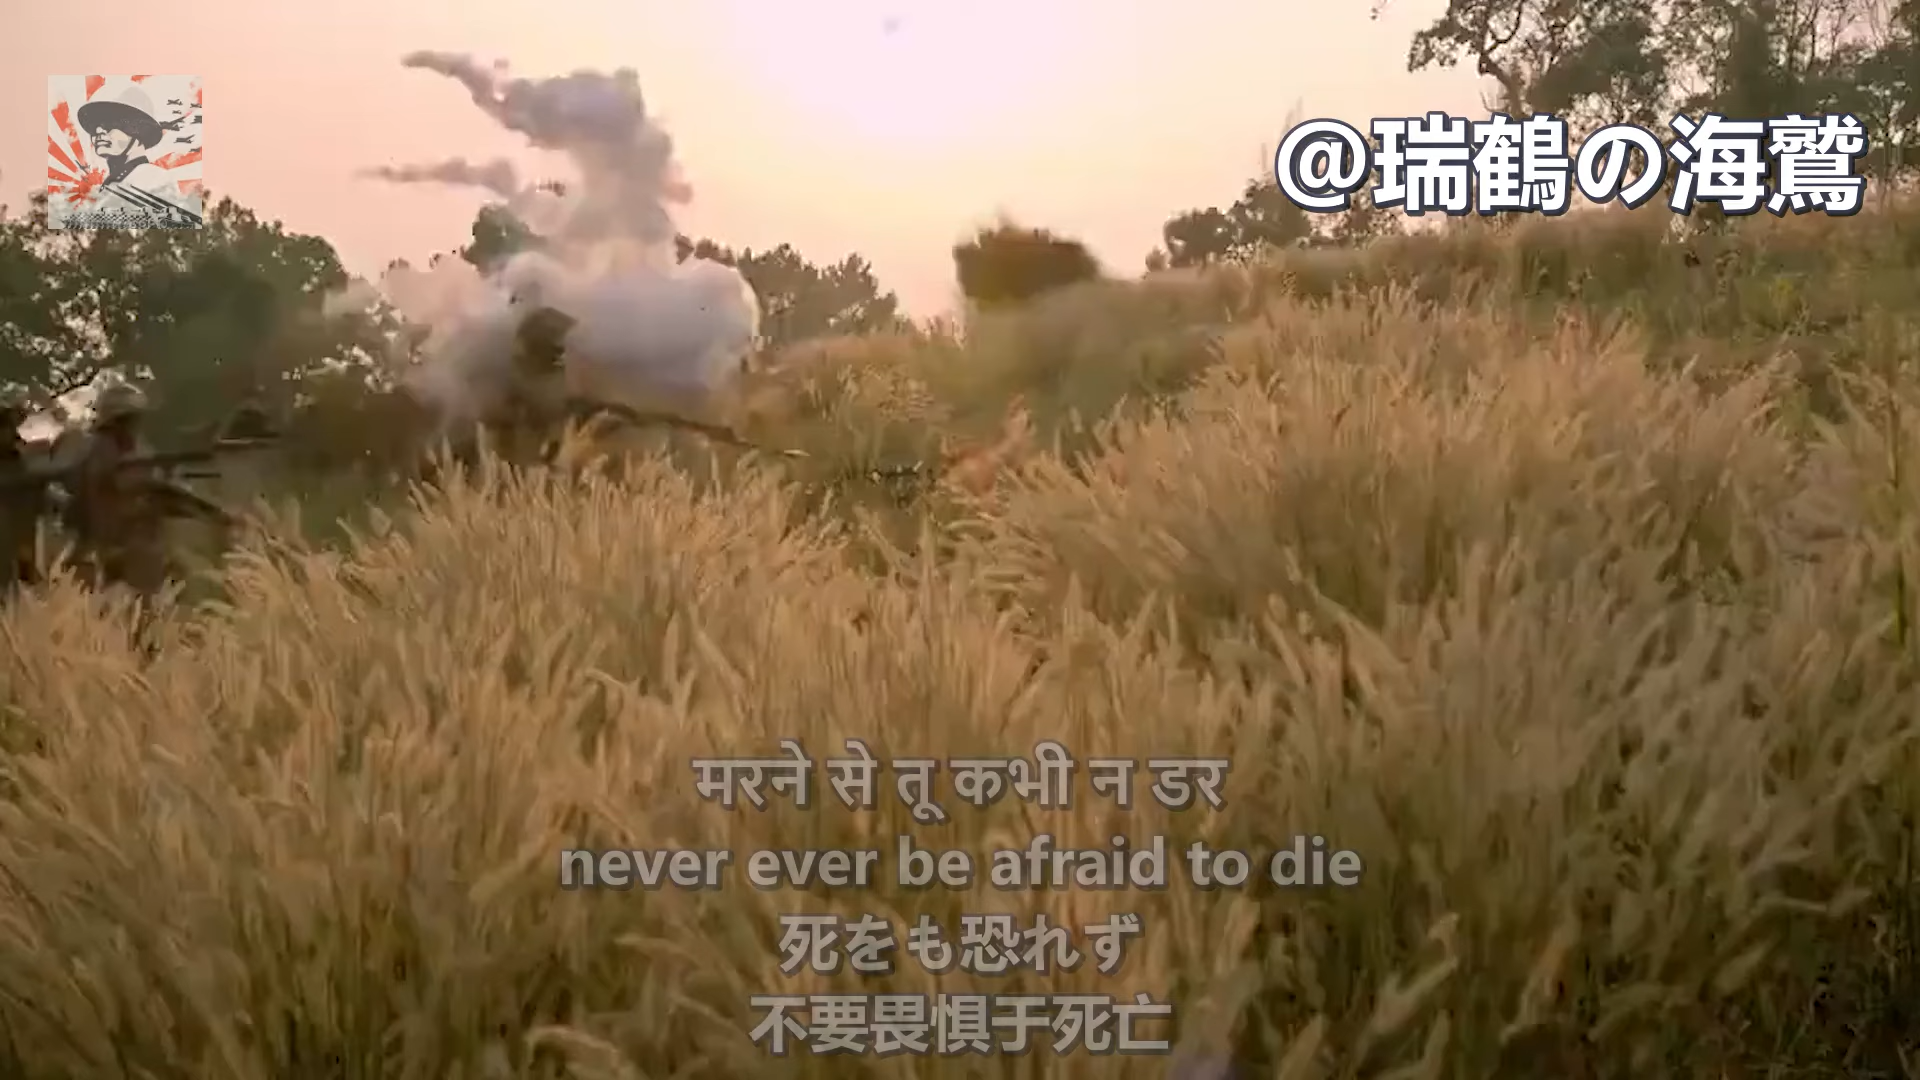 @瑞鶴の海鷲
मरने से तू कभी न डर
never ever be afraid to die
死をも恐れず
不要畏惧于死亡